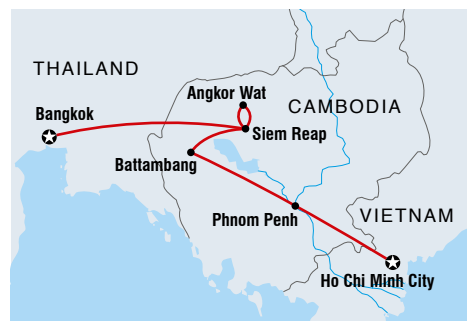 THAILAND
Angkor Wat
CAMBODIA
Bangkok
Siem Reap
Battambang
Phnom Penh
VIETNAM
Ho Chi Minh City